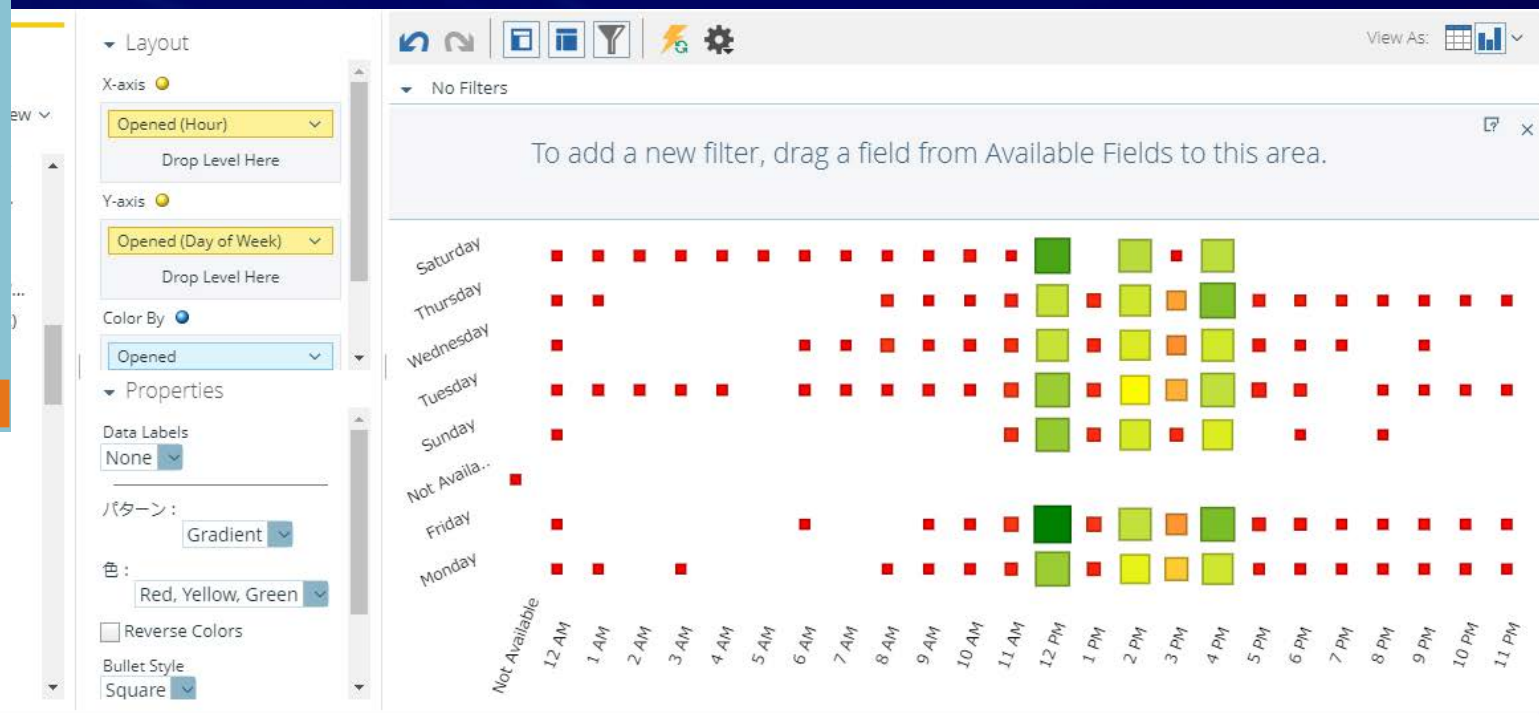 ew
...
)
Layout
X-axis
Opened (Hour)
Drop Level Here
Y-axis
Opened (Day of Week)
Drop Level Here
Color By
Opened
Properties
Data Labels
None
パターン :
Gradient
色 :
Red, Yellow, Green
Reverse Colors
Bullet Style
Square
View As:
No Filters
To add a new filter, drag a field from Available Fields to this area.
Saturday
Thursday
Wednesday
Tuesday
Sunday
Not Availa..
Friday
Monday
Not Available
12 AM
1 AM
2 AM
3 AM
4 AM
5 AM
6 AM
7 AM
8 AM
9 AM
10 AM
11 AM
12 PM
1 PM
2 PM
3 PM
4 PM
5 PM
6 PM
7 PM
8 PM
9 PM
10 PM
11 PM